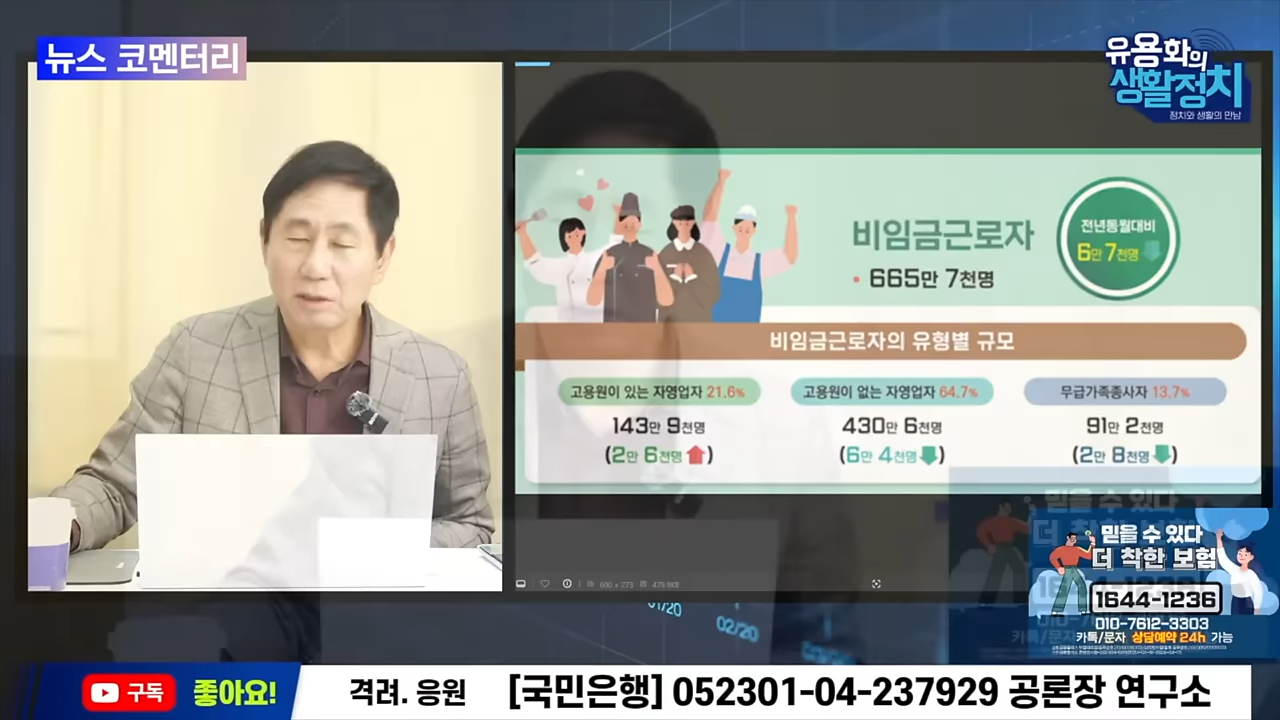 뉴스 코멘터리
유용화의
생활정치
정치와 생활의 만남
비임금근로자
• 665만 7천명
전년동월대비
6만 7천명
비임금근로자의 유형별 규모
고용원이 있는 자영업자 21.6%
143만 9천명
(2만 6천명)
고용원이 없는 자영업자 64.7%
430만 6천명
(6만 4천명)
무급가족종사자 13.7%
91만 2천명
(2만 8천명)
600 x 273
01/20
02/20
믿을 수 있다
더 착한 보험
1644-1236
010-7612-3303
카톡/문자 상담예약 24h 가능
구독
좋아요!
격려. 응원
[국민은행] 052301-04-237929 공론장 연구소